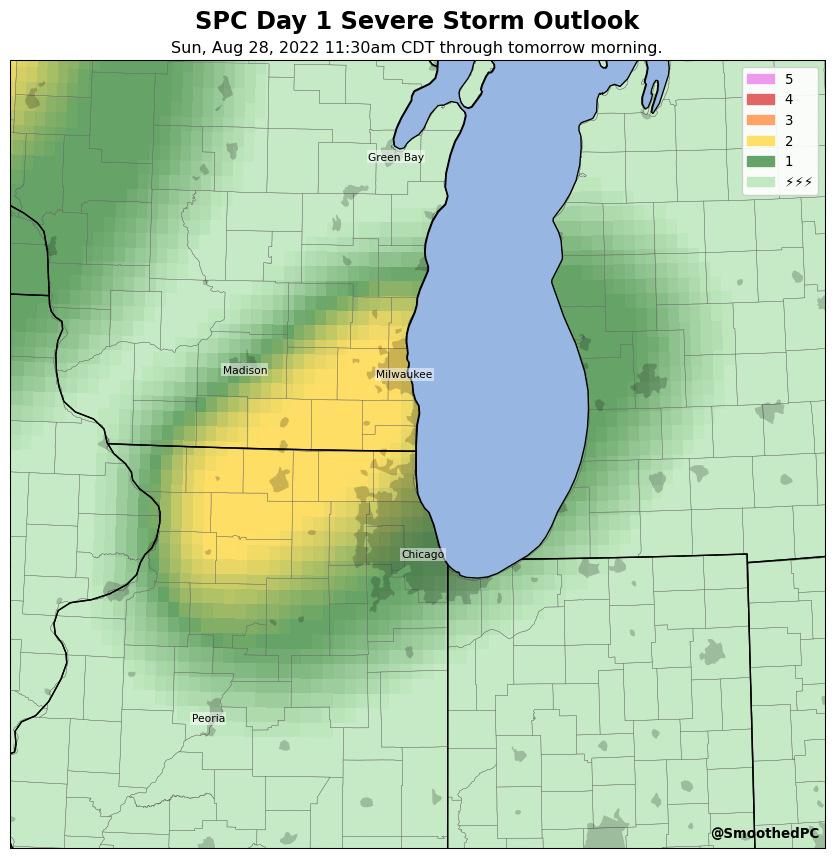 SPC Day 1 Severe Storm Outlook
Sun, Aug 28, 2022 11:30am CDT through tomorrow morning.
5
4
3
2
1
⚡⚡⚡
Green Bay
Madison
Milwaukee
Chicago
Peoria
@SmoothedPC